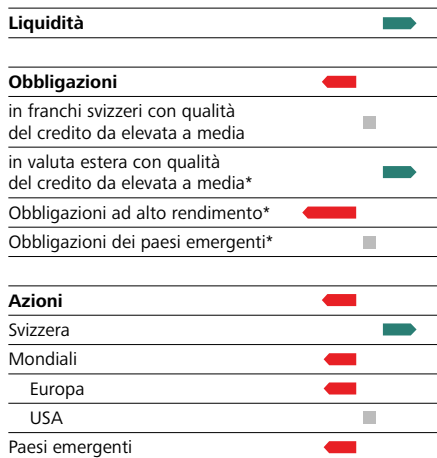 Liquidità
Obbligazioni
in franchi svizzeri con qualità
del credito da elevata a media
in valuta estera con qualità
del credito da elevata a media*
Obbligazioni ad alto rendimento*
Obbligazioni dei paesi emergenti*
Azioni
Svizzera
Mondiali
Europa
USA
Paesi emergenti